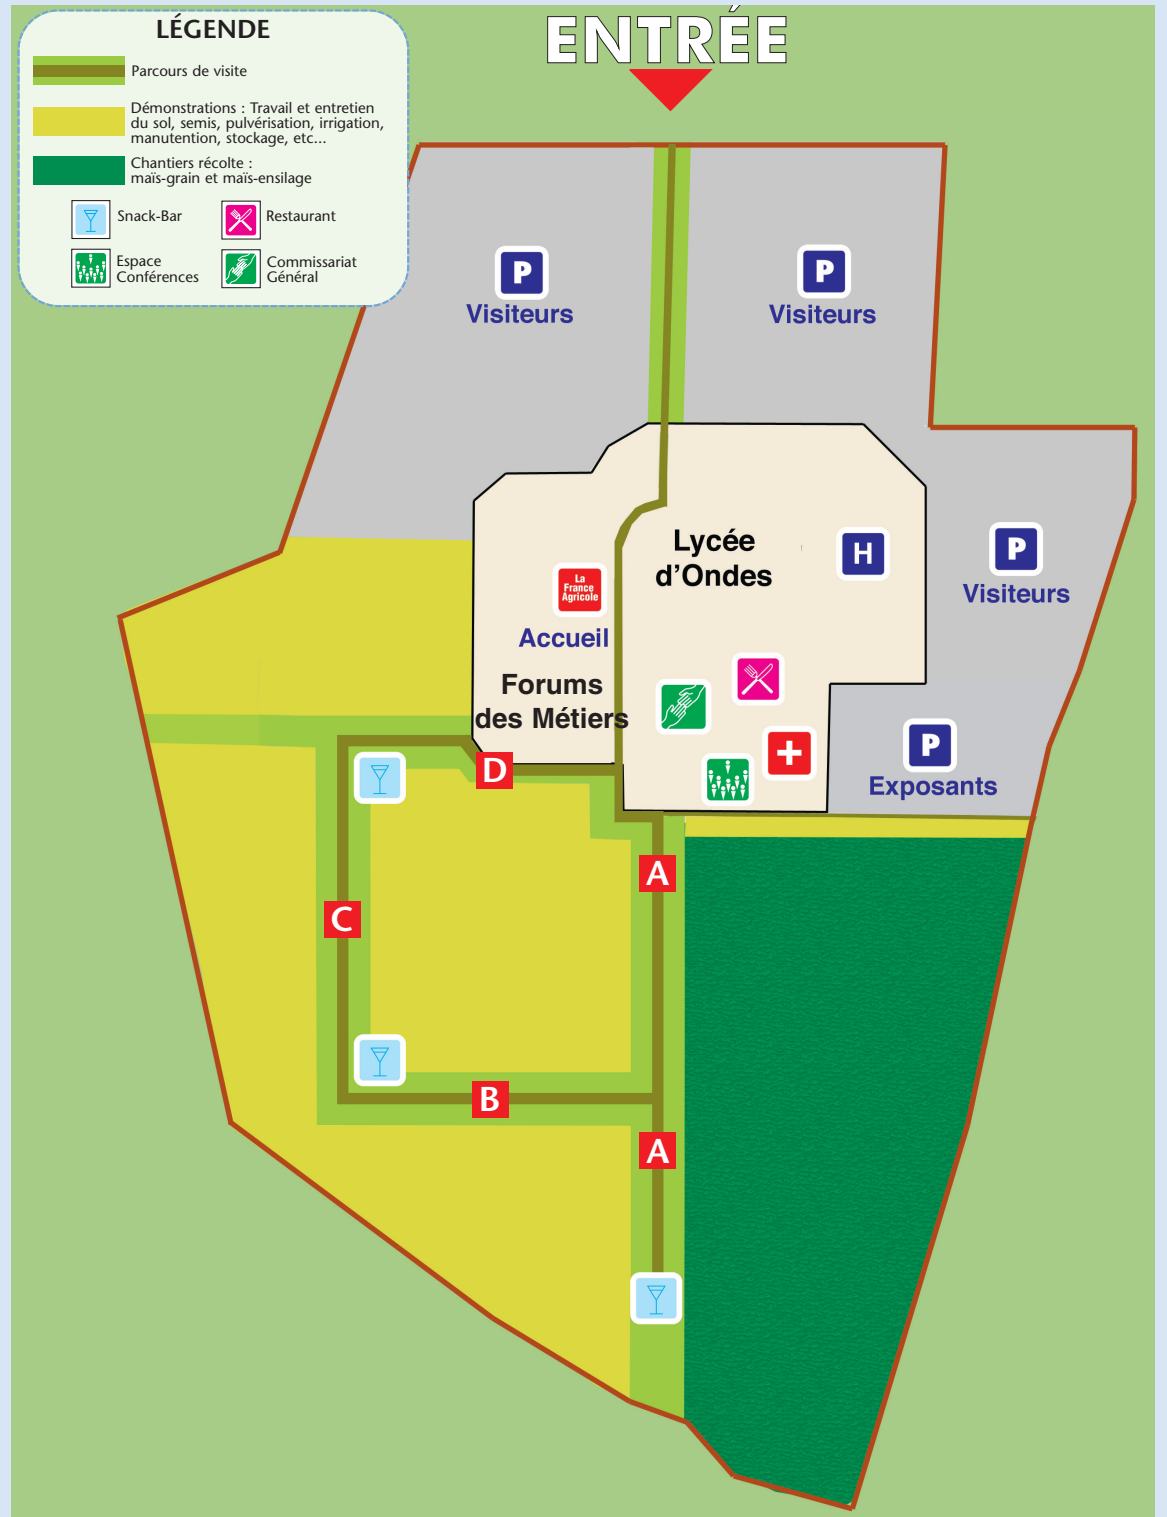 ENTRÉE
LÉGENDE
Parcours de visite
Démonstrations : Travail et entretien
du sol, semis, pulvérisation, irrigation,
manutention, stockage, etc...
Chantiers récolte :
maïs-grain et maïs-ensilage
Snack-Bar
Restaurant
Espace
Conférences
Commissariat
Général
P
Visiteurs
P
Visiteurs
Lycée
d'Ondes
H
P
Visiteurs
La
France
Agricole
Accueil
Forums
des Métiers
P
Exposants
D
A
C
B
A